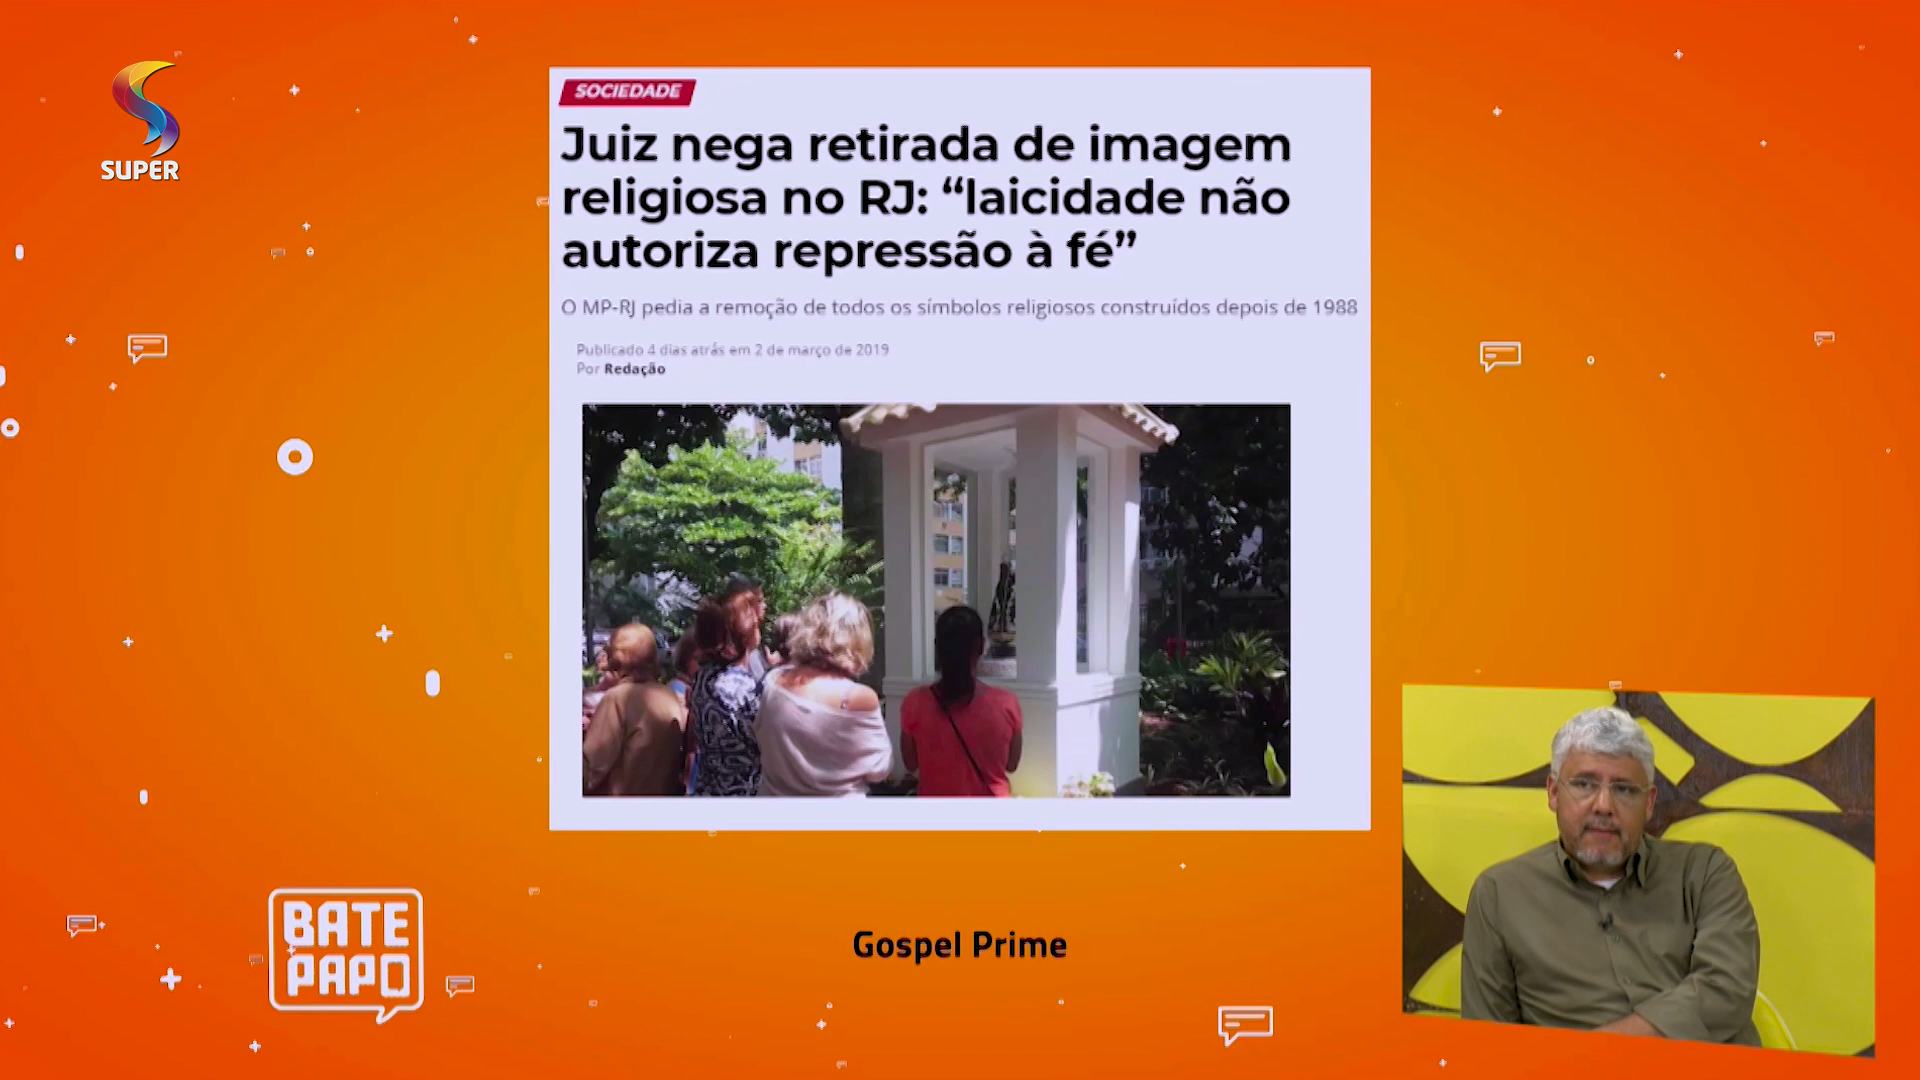 SUPER
SOCIEDADE
Juiz nega retirada de imagem
religiosa no RJ: “laicidade não
autoriza repressão à fé”
O MP-RJ pedia a remoção de todos os símbolos religiosos construídos depois de 1988
Publicado 4 dias atrás em 2 de março de 2019
Por Redação
BATE
PAPO
Gospel Prime